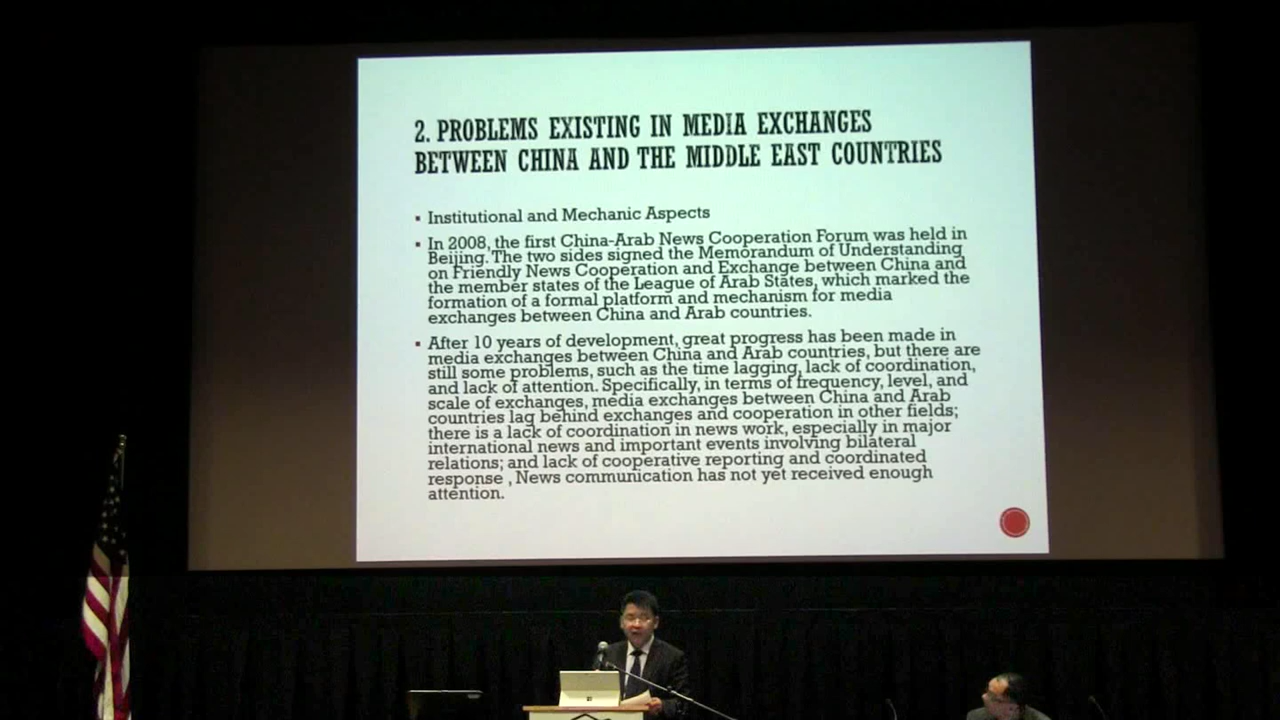 2. PROBLEMS EXISTING IN MEDIA EXCHANGES
BETWEEN CHINA AND THE MIDDLE EAST COUNTRIES
▪ Institutional and Mechanic Aspects
▪ In 2008, the first China-Arab News Cooperation Forum was held in
Beijing. The two sides signed the Memorandum of Understanding
on Friendly News Cooperation and Exchange between China and
the member states of the League of Arab States, which marked the
formation of a formal platform and mechanism for media
exchanges between China and Arab countries.
▪ After 10 years of development, great progress has been made in
media exchanges between China and Arab countries, but there are
still some problems, such as the time lagging, lack of coordination,
and lack of attention. Specifically, in terms of frequency, level, and
scale of exchanges, media exchanges between China and Arab
countries lag behind exchanges and cooperation in other fields;
there is a lack of coordination in news work, especially in major
international news and important events involving bilateral
relations; and lack of cooperative reporting and coordinated
response , News communication has not yet received enough
attention.